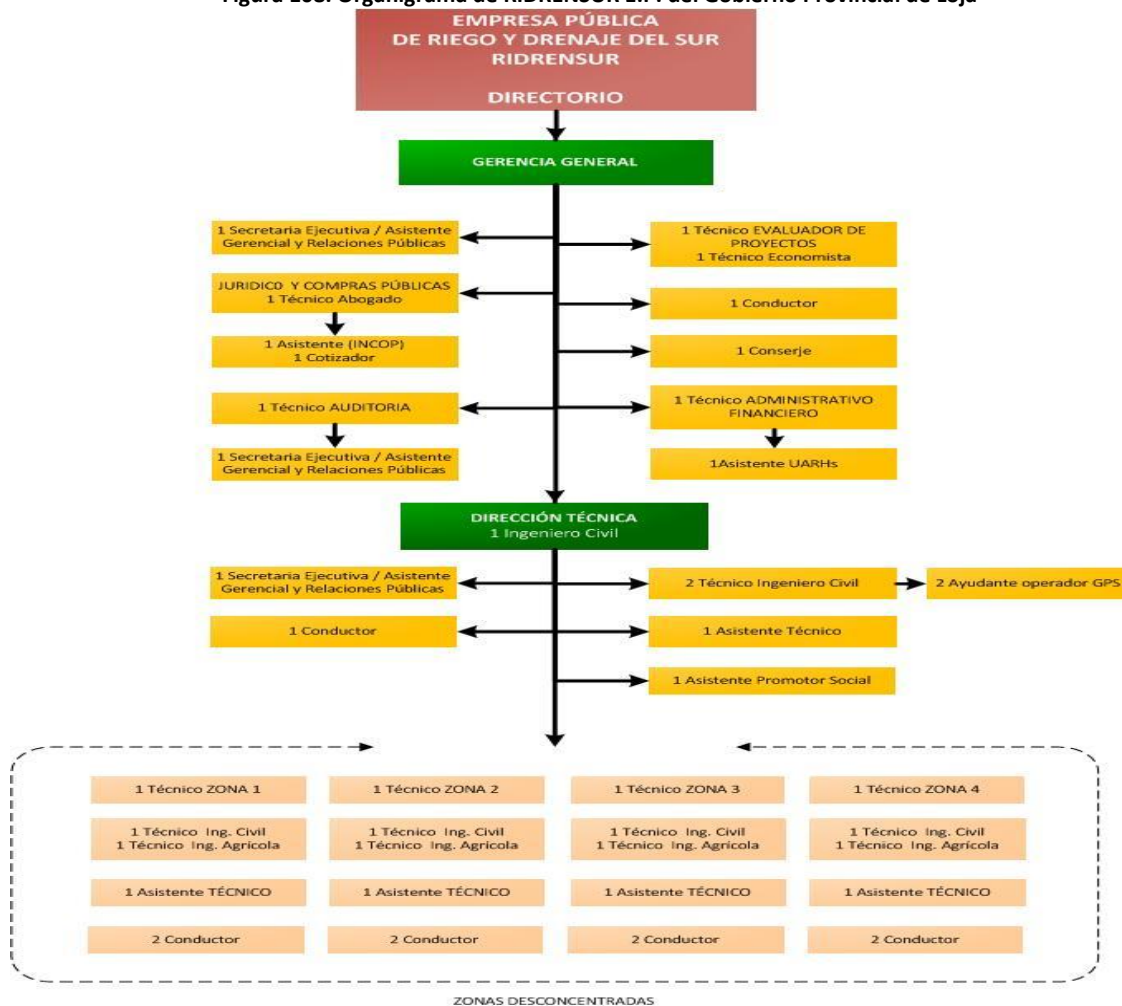 EMPRESA PÚBLICA
DE RIEGO Y DRENAJE DEL SUR
RIDRENSUR
DIRECTORIO
GERENCIA GENERAL
1 Secretaria Ejecutiva / Asistente
Gerencial y Relaciones Públicas
1 Técnico EVALUADOR DE
PROYECTOS
1 Técnico Economista
JURIDICO Y COMPRAS PÚBLICAS
1 Técnico Abogado
1 Conductor
1 Asistente (INCOP)
1 Cotizador
1 Conserje
1 Técnico AUDITORIA
1 Técnico ADMINISTRATIVO
FINANCIERO
1 Secretaria Ejecutiva / Asistente
Gerencial y Relaciones Públicas
1Asistente UARHs
DIRECCIÓN TÉCNICA
1 Ingeniero Civil
1 Secretaria Ejecutiva / Asistente
Gerencial y Relaciones Públicas
2 Técnico Ingeniero Civil
2 Ayudante operador GPS
1 Conductor
1 Asistente Técnico
1 Asistente Promotor Social
1 Técnico ZONA 1
1 Técnico ZONA 2
1 Técnico ZONA 3
1 Técnico ZONA 4
1 Técnico Ing. Civil
1 Técnico Ing. Agrícola
1 Técnico Ing. Civil
1 Técnico Ing. Agrícola
1 Técnico Ing. Civil
1 Técnico Ing. Agrícola
1 Técnico Ing. Civil
1 Técnico Ing. Agrícola
1 Asistente TÉCNICO
1 Asistente TÉCNICO
1 Asistente TÉCNICO
1 Asistente TÉCNICO
2 Conductor
2 Conductor
2 Conductor
2 Conductor
ZONAS DESCONCENTRADAS